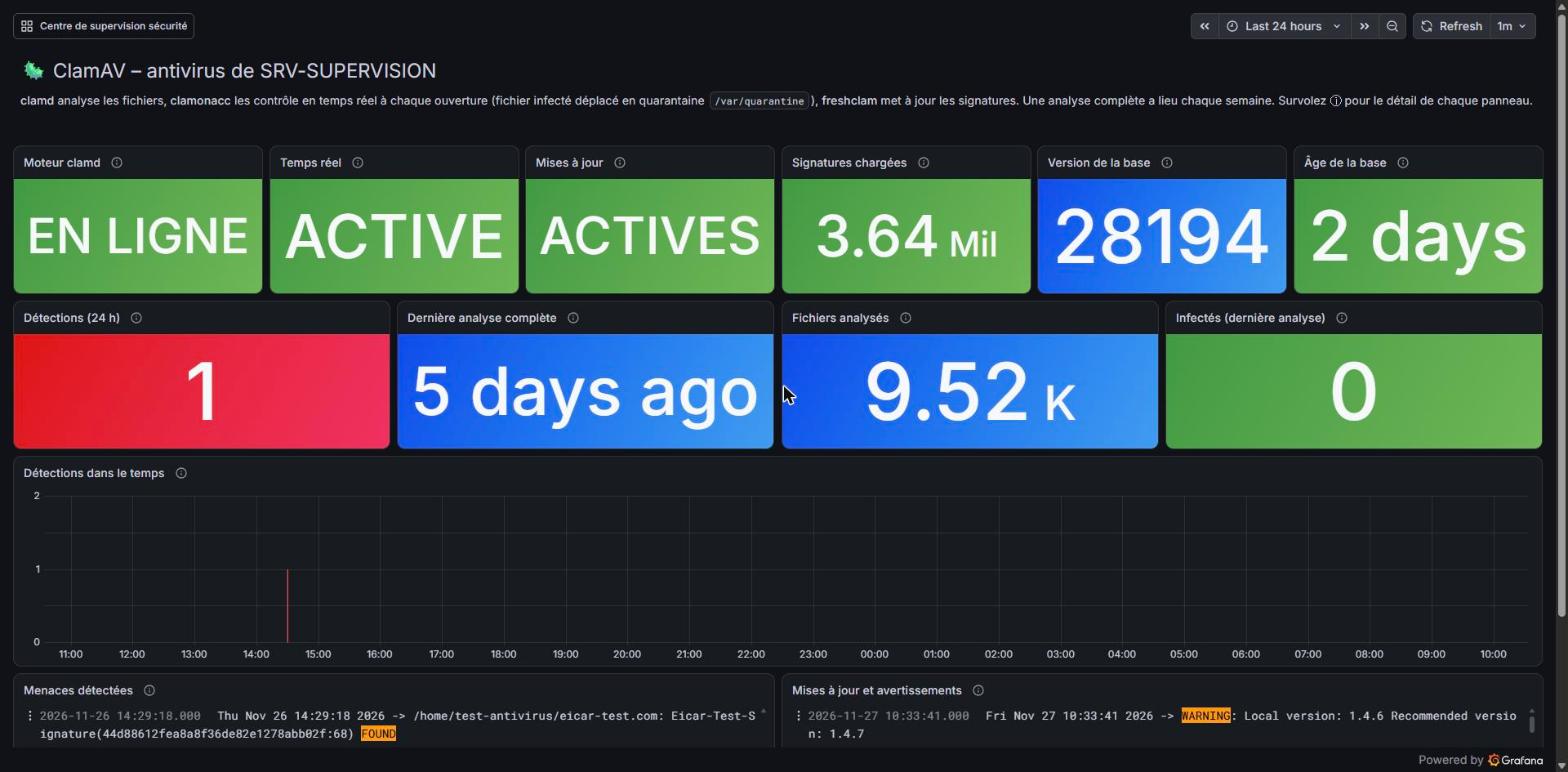 Centre de supervision sécurité
Last 24 hours
Refresh
1m
ClamAV – antivirus de SRV-SUPERVISION
clamd analyse les fichiers, clamonacc les contrôle en temps réel à chaque ouverture (fichier infecté déplacé en quarantaine /var/quarantine ), freshclam met à jour les signatures. Une analyse complète a lieu chaque semaine. Survolez ⓘ pour le détail de chaque panneau.
Moteur clamd
Temps réel
Mises à jour
Signatures chargées
Version de la base
Âge de la base
EN LIGNE
ACTIVE
ACTIVES
3.64 Mil
28194
2 days
Détections (24 h)
Dernière analyse complète
Fichiers analysés
Infectés (dernière analyse)
1
5 days ago
9.52 K
0
Détections dans le temps
2
1
0
11:00 12:00 13:00 14:00 15:00 16:00 17:00 18:00 19:00 20:00 21:00 22:00 23:00 00:00 01:00 02:00 03:00 04:00 05:00 06:00 07:00 08:00 09:00 10:00
Menaces détectées
2026-11-26 14:29:18.000 Thu Nov 26 14:29:18 2026 -> /home/test-antivirus/eicar-test.com: Eicar-Test-S
ignature(44d88612fea8a8f36de82e1278abb02f:68) FOUND
Mises à jour et avertissements
2026-11-27 10:33:41.000 Fri Nov 27 10:33:41 2026 -> WARNING: Local version: 1.4.6 Recommended versio
n: 1.4.7
Powered by Grafana